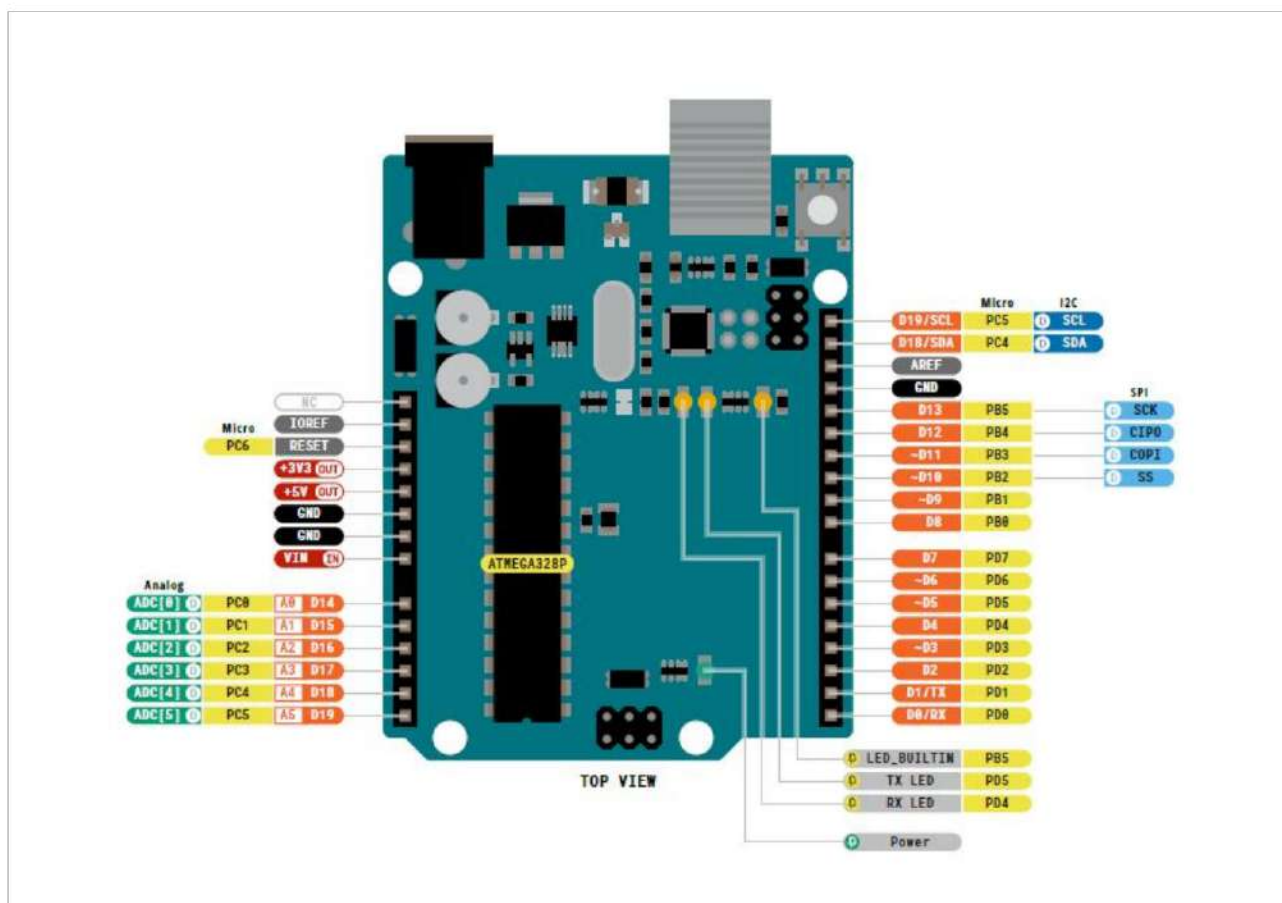 Micro I2C
D19/SCL PC5 D SCL
D18/SDA PC4 D SDA
AREF
GND
SPI
D13 PB5 D SCK
D12 PB4 D CIPO
~D11 PB3 D COPI
~D10 PB2 D SS
~D9 PB1
D8 PB0
NC
IOREF
Micro
PC6 RESET
+3V3 OUT
+5V OUT
GND
GND
VIN IN
ATMEGA328P
D7 PD7
~D6 PD6
~D5 PD5
D4 PD4
~D3 PD3
D2 PD2
D1/TX PD1
D0/RX PD0
Analog
ADC[0] D PC0 A0 D14
ADC[1] D PC1 A1 D15
ADC[2] D PC2 A2 D16
ADC[3] D PC3 A3 D17
ADC[4] D PC4 A4 D18
ADC[5] D PC5 A5 D19
TOP VIEW
D LED_BUILTIN PB5
D TX LED PD5
D RX LED PD4
D Power